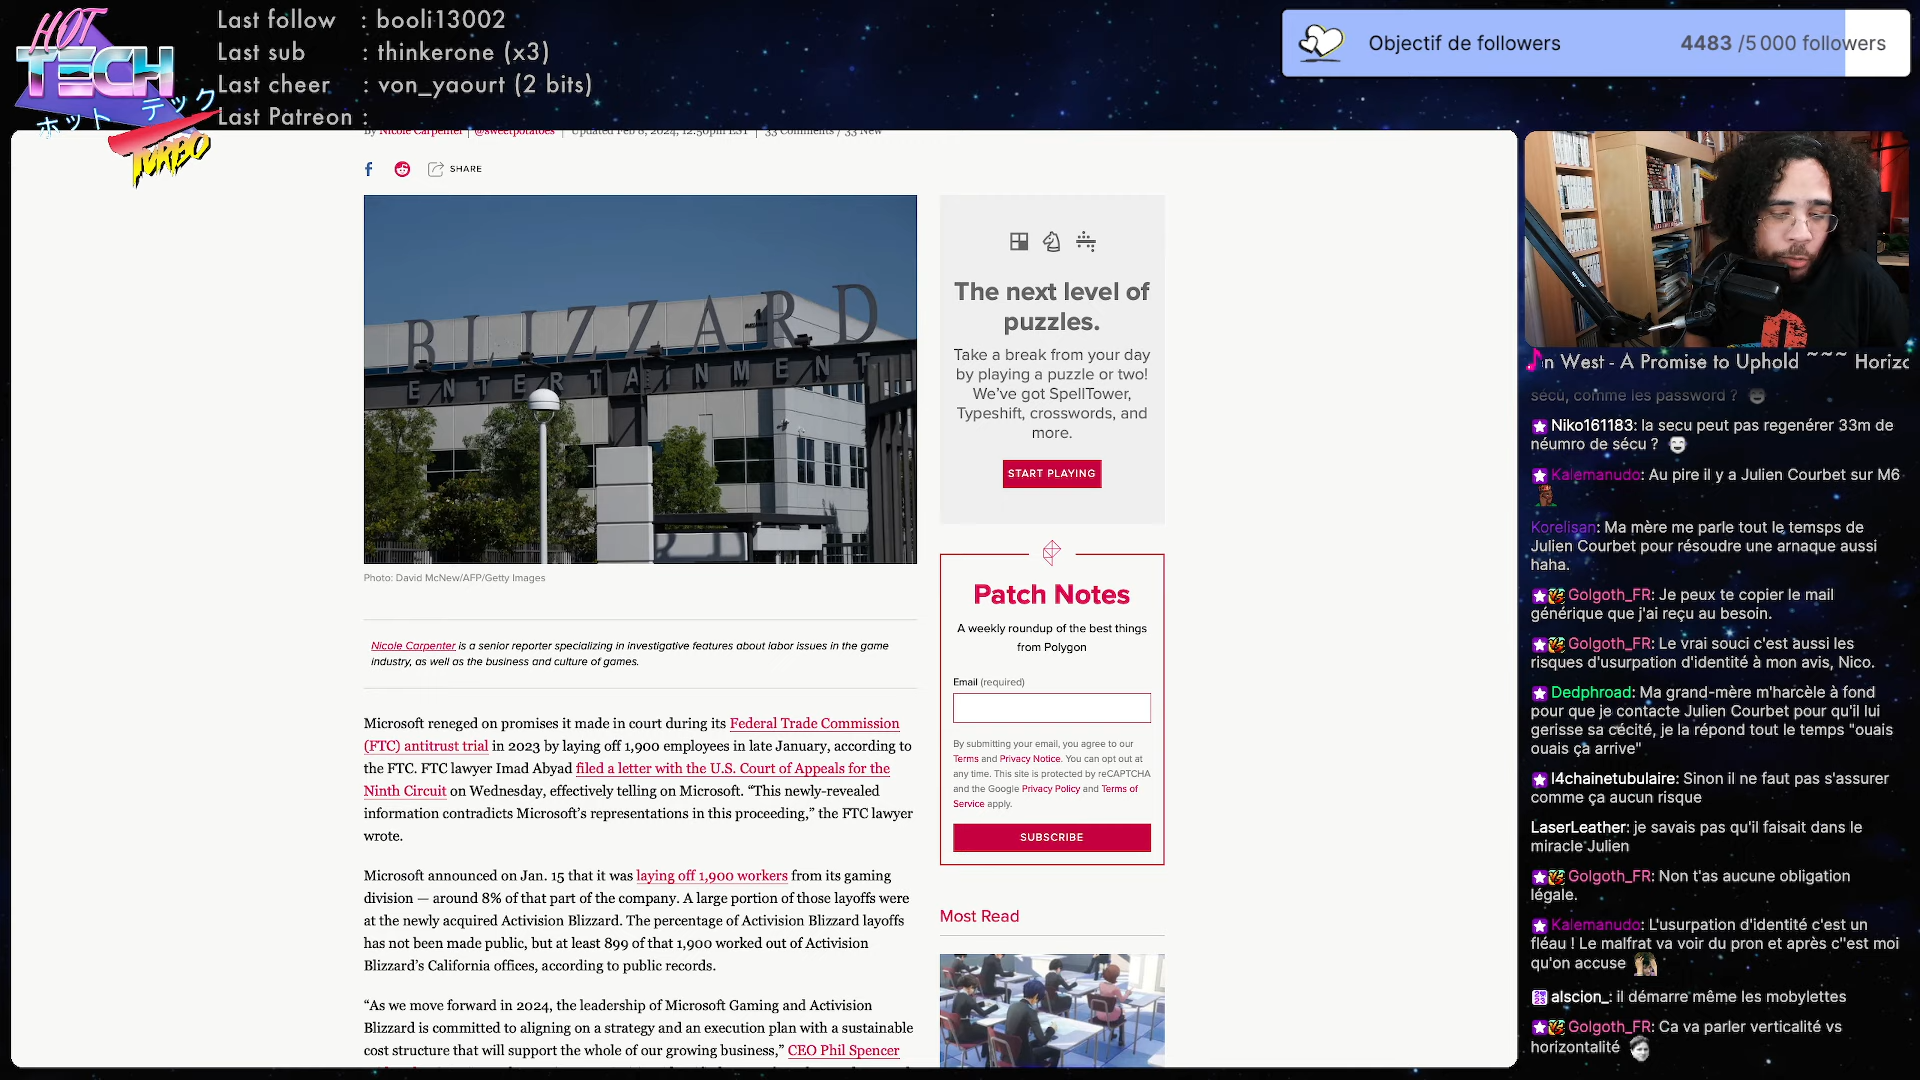 HOT
TECH
ホット テック
TURBO
Last follow : booli13002
Last sub : thinkerone (x3)
Last cheer : von_yaourt (2 bits)
Last Patreon :
Objectif de followers 4483 /5 000 followers
By Nicole Carpenter | @sweetpotatoes | Updated Feb 8, 2024, 12:50pm EST | 33 Comments / 33 New
SHARE
BLIZZARD
ENTERTAINMENT
Photo: David McNew/AFP/Getty Images
Nicole Carpenter is a senior reporter specializing in investigative features about labor issues in the game
industry, as well as the business and culture of games.
Microsoft reneged on promises it made in court during its Federal Trade Commission
(FTC) antitrust trial in 2023 by laying off 1,900 employees in late January, according to
the FTC. FTC lawyer Imad Abyad filed a letter with the U.S. Court of Appeals for the
Ninth Circuit on Wednesday, effectively telling on Microsoft. “This newly-revealed
information contradicts Microsoft’s representations in this proceeding,” the FTC lawyer
wrote.
Microsoft announced on Jan. 15 that it was laying off 1,900 workers from its gaming
division — around 8% of that part of the company. A large portion of those layoffs were
at the newly acquired Activision Blizzard. The percentage of Activision Blizzard layoffs
has not been made public, but at least 899 of that 1,900 worked out of Activision
Blizzard’s California offices, according to public records.
“As we move forward in 2024, the leadership of Microsoft Gaming and Activision
Blizzard is committed to aligning on a strategy and an execution plan with a sustainable
cost structure that will support the whole of our growing business,” CEO Phil Spencer
The next level of
puzzles.
Take a break from your day
by playing a puzzle or two!
We’ve got SpellTower,
Typeshift, crosswords, and
more.
START PLAYING
Patch Notes
A weekly roundup of the best things
from Polygon
Email (required)
By submitting your email, you agree to our
Terms and Privacy Notice. You can opt out at
any time. This site is protected by reCAPTCHA
and the Google Privacy Policy and Terms of
Service apply.
SUBSCRIBE
Most Read
n West - A Promise to Uphold ~~~ Horizo
sécu, comme les password ?
Niko161183: la secu peut pas regenérer 33m de
néumro de sécu ?
Kalemanudo: Au pire il y a Julien Courbet sur M6
Korelisan: Ma mère me parle tout le temsps de
Julien Courbet pour résoudre une arnaque aussi
haha.
Golgoth_FR: Je peux te copier le mail
générique que j'ai reçu au besoin.
Golgoth_FR: Le vrai souci c'est aussi les
risques d'usurpation d'identité à mon avis, Nico.
Dedphroad: Ma grand-mère m'harcèle à fond
pour que je contacte Julien Courbet pour qu'il lui
gerisse sa cécité, je la répond tout le temps "ouais
ouais ça arrive"
l4chainetubulaire: Sinon il ne faut pas s'assurer
comme ça aucun risque
LaserLeather: je savais pas qu'il faisait dans le
miracle Julien
Golgoth_FR: Non t'as aucune obligation
légale.
Kalemanudo: L'usurpation d'identité c'est un
fléau ! Le malfrat va voir du pron et après c"est moi
qu'on accuse
alscion_: il démarre même les mobylettes
Golgoth_FR: Ca va parler verticalité vs
horizontalité